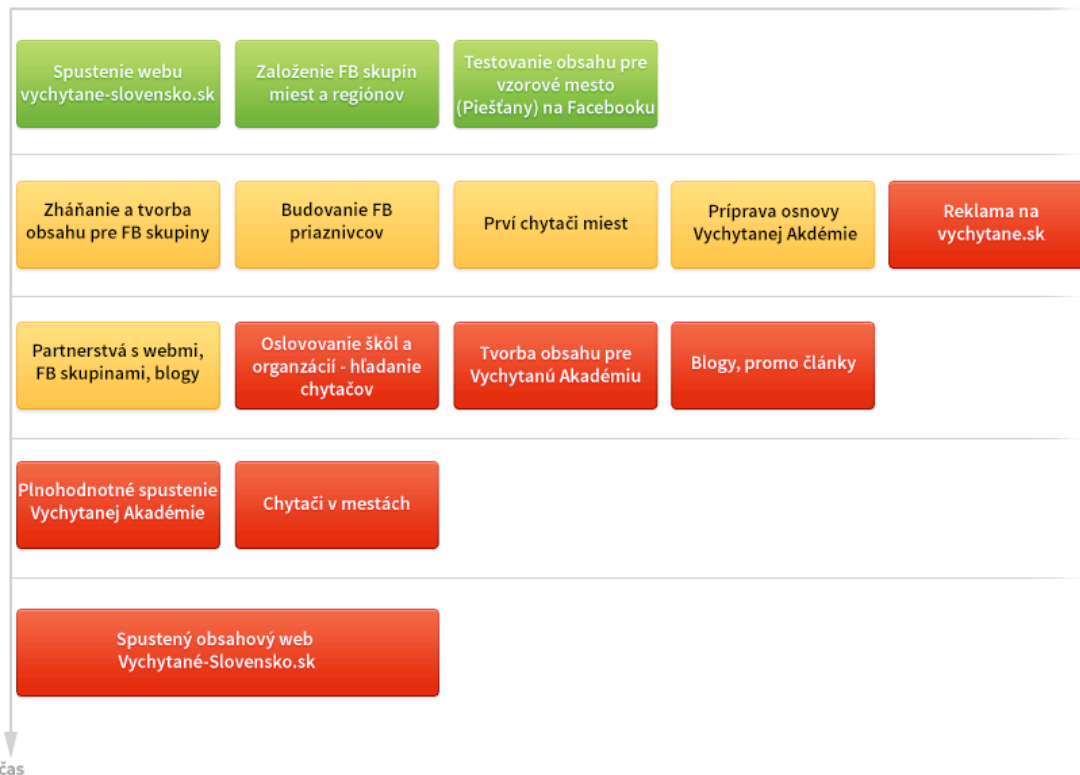 Spustenie webu
vychytane-slovensko.sk
Založenie FB skupín
miest a regiónov
Testovanie obsahu pre
vzorové mesto
(Piešťany) na Facebooku
Zháňanie a tvorba
obsahu pre FB skupiny
Budovanie FB
priaznivcov
Prví chytači miest
Príprava osnovy
Vychytanej Akdémie
Reklama na
vychytane.sk
Partnerstvá s webmi,
FB skupinami, blogy
Oslovovanie škôl a
organzácií - hľadanie
chytačov
Tvorba obsahu pre
Vychytanú Akadémiu
Blogy, promo články
Plnohodnotné spustenie
Vychytanej Akadémie
Chytači v mestách
Spustený obsahový web
Vychytané-Slovensko.sk
čas